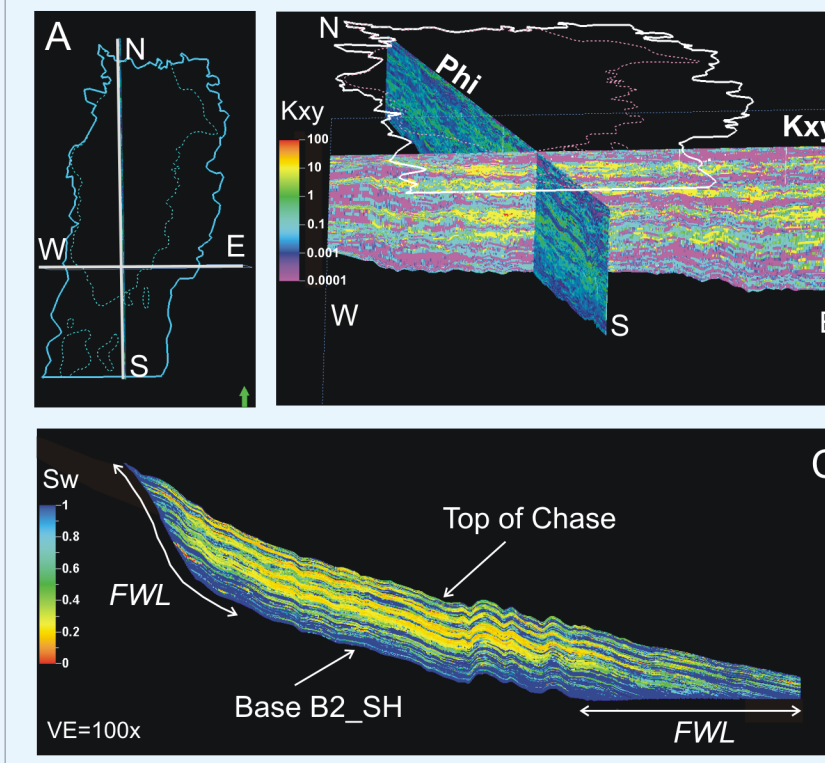 A
N
W
E
S
N
Phi
Kxy
100
10
1
0.1
0.001
0.0001
Kxy
W
S
E
C
Sw
1
0.8
0.6
0.4
0.2
0
Top of Chase
FWL
Base B2_SH
FWL
VE=100x